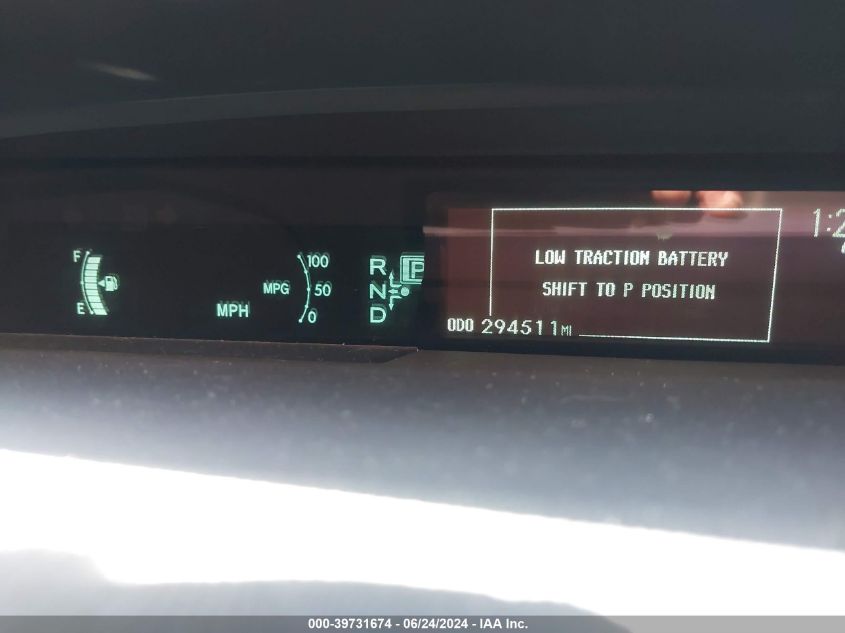 F
E
MPH
MPG
100
50
0
R
N
D
P
LOW TRACTION BATTERY
SHIFT TO P POSITION
ODO 294511 MI
000-39731674 - 06/24/2024 - IAA Inc.